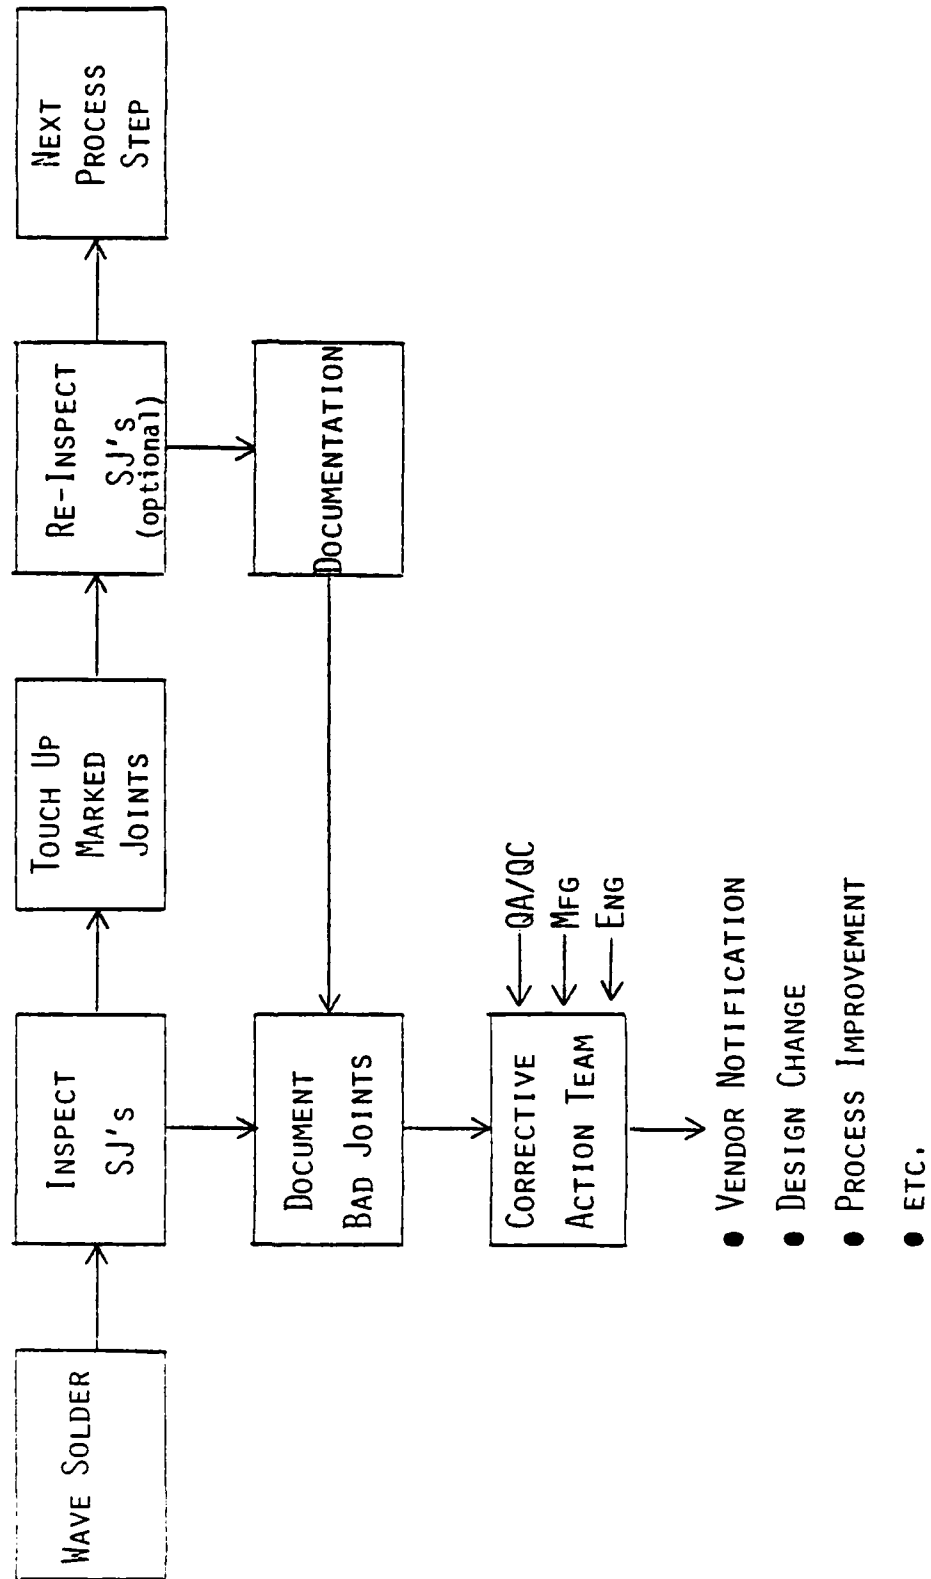 WAVE SOLDER
INSPECT
SJ's
TOUCH UP
MARKED
JOINTS
RE-INSPECT
SJ's
(optional)
NEXT
PROCESS
STEP
DOCUMENT
BAD JOINTS
DOCUMENTATION
CORRECTIVE
ACTION TEAM
QA/QC
MFG
ENG
● VENDOR NOTIFICATION
● DESIGN CHANGE
● PROCESS IMPROVEMENT
● ETC.